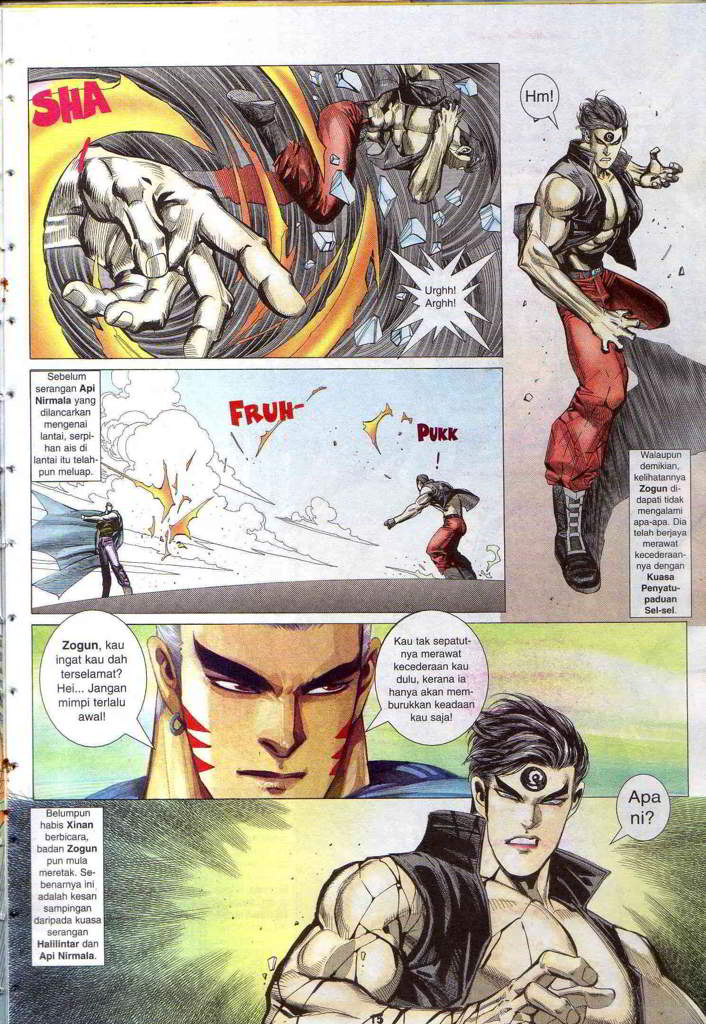 SHA
Urghh!
Arghh!
Hm!
Sebelum
serangan Api
Nirmala yang
dilancarkan
mengenai
lantai, serpi-
han ais di
lantai itu telah-
pun meluap.
FRUH-
PUKK
!
Walaupun
demikian,
kelihatannya
Zogun di-
dapati tidak
mengalami
apa-apa. Dia
telah berjaya
merawat
kecederaan-
nya dengan
Kuasa
Penyatu-
paduan
Sel-sel.
Zogun, kau
ingat kau dah
terselamat?
Hei... Jangan
mimpi terlalu
awal!
Kau tak sepatut-
nya merawat
kecederaan kau
dulu, kerana ia
hanya akan mem-
burukkan keadaan
kau saja!
Belumpun
habis Xinan
berbicara,
badan Zogun
pun mula
meretak. Se-
benarnya ini
adalah kesan
sampingan
daripada kuasa
serangan
Halilintar dan
Api Nirmala.
Apa
ni?
15